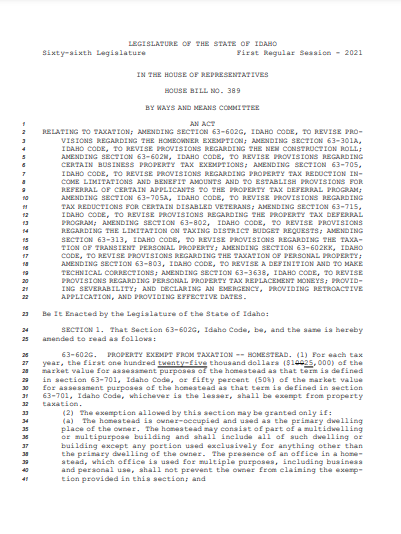 LEGISLATURE OF THE STATE OF IDAHO
Sixty-sixth Legislature First Regular Session - 2021
IN THE HOUSE OF REPRESENTATIVES
HOUSE BILL NO. 389
BY WAYS AND MEANS COMMITTEE
1 AN ACT
2 RELATING TO TAXATION; AMENDING SECTION 63-602G, IDAHO CODE, TO REVISE PRO-
3 VISIONS REGARDING THE HOMEOWNER EXEMPTION; AMENDING SECTION 63-301A,
4 IDAHO CODE, TO REVISE PROVISIONS REGARDING THE NEW CONSTRUCTION ROLL;
5 AMENDING SECTION 63-602W, IDAHO CODE, TO REVISE PROVISIONS REGARDING
6 CERTAIN BUSINESS PROPERTY TAX EXEMPTIONS; AMENDING SECTION 63-705,
7 IDAHO CODE, TO REVISE PROVISIONS REGARDING PROPERTY TAX REDUCTION IN-
8 COME LIMITATIONS AND BENEFIT AMOUNTS AND TO ESTABLISH PROVISIONS FOR
9 REFERRAL OF CERTAIN APPLICANTS TO THE PROPERTY TAX DEFERRAL PROGRAM;
10 AMENDING SECTION 63-705A, IDAHO CODE, TO REVISE PROVISIONS REGARDING
11 TAX REDUCTIONS FOR CERTAIN DISABLED VETERANS; AMENDING SECTION 63-715,
12 IDAHO CODE, TO REVISE PROVISIONS REGARDING THE PROPERTY TAX DEFERRAL
13 PROGRAM; AMENDING SECTION 63-802, IDAHO CODE, TO REVISE PROVISIONS
14 REGARDING THE LIMITATION ON TAXING DISTRICT BUDGET REQUESTS; AMENDING
15 SECTION 63-313, IDAHO CODE, TO REVISE PROVISIONS REGARDING THE TAXA-
16 TION OF TRANSIENT PERSONAL PROPERTY; AMENDING SECTION 63-602KK, IDAHO
17 CODE, TO REVISE PROVISIONS REGARDING THE TAXATION OF PERSONAL PROPERTY;
18 AMENDING SECTION 63-803, IDAHO CODE, TO REVISE A DEFINITION AND TO MAKE
19 TECHNICAL CORRECTIONS; AMENDING SECTION 63-3638, IDAHO CODE, TO REVISE
20 PROVISIONS REGARDING PERSONAL PROPERTY TAX REPLACEMENT MONEYS; PROVID-
21 ING SEVERABILITY; AND DECLARING AN EMERGENCY, PROVIDING RETROACTIVE
22 APPLICATION, AND PROVIDING EFFECTIVE DATES.
23 Be It Enacted by the Legislature of the State of Idaho:
24 SECTION 1. That Section 63-602G, Idaho Code, be, and the same is hereby
25 amended to read as follows:
26 63-602G. PROPERTY EXEMPT FROM TAXATION -- HOMESTEAD. (1) For each tax
27 year, the first one hundred twenty-five thousand dollars ($10025,000) of the
28 market value for assessment purposes of the homestead as that term is defined
29 in section 63-701, Idaho Code, or fifty percent (50%) of the market value
30 for assessment purposes of the homestead as that term is defined in section
31 63-701, Idaho Code, whichever is the lesser, shall be exempt from property
32 taxation.
33 (2) The exemption allowed by this section may be granted only if:
34 (a) The homestead is owner-occupied and used as the primary dwelling
35 place of the owner. The homestead may consist of part of a multidwelling
36 or multipurpose building and shall include all of such dwelling or
37 building except any portion used exclusively for anything other than
38 the primary dwelling of the owner. The presence of an office in a home-
39 stead, which office is used for multiple purposes, including business
40 and personal use, shall not prevent the owner from claiming the exemp-
41 tion provided in this section; and